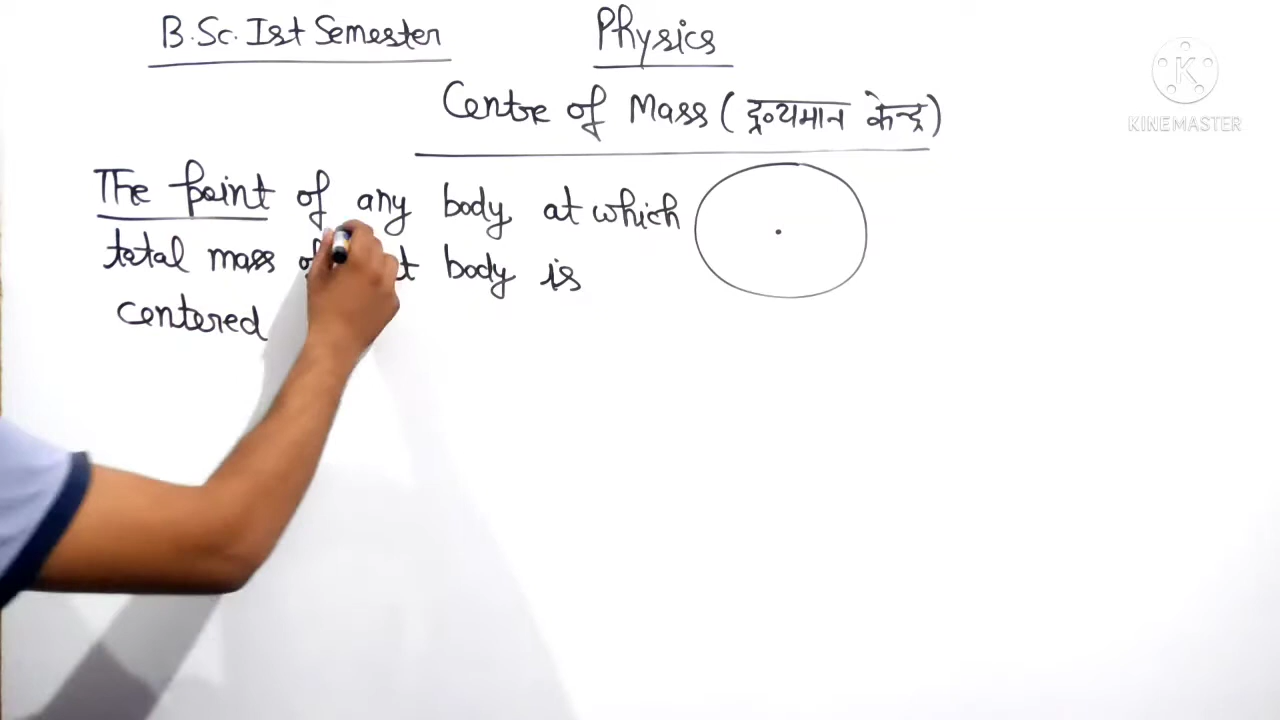 B.Sc. Ist Semester Physics
Centre of Mass (द्रव्यमान केन्द्र)
The point of any body at which
total mass of body is
centered
KINEMASTER